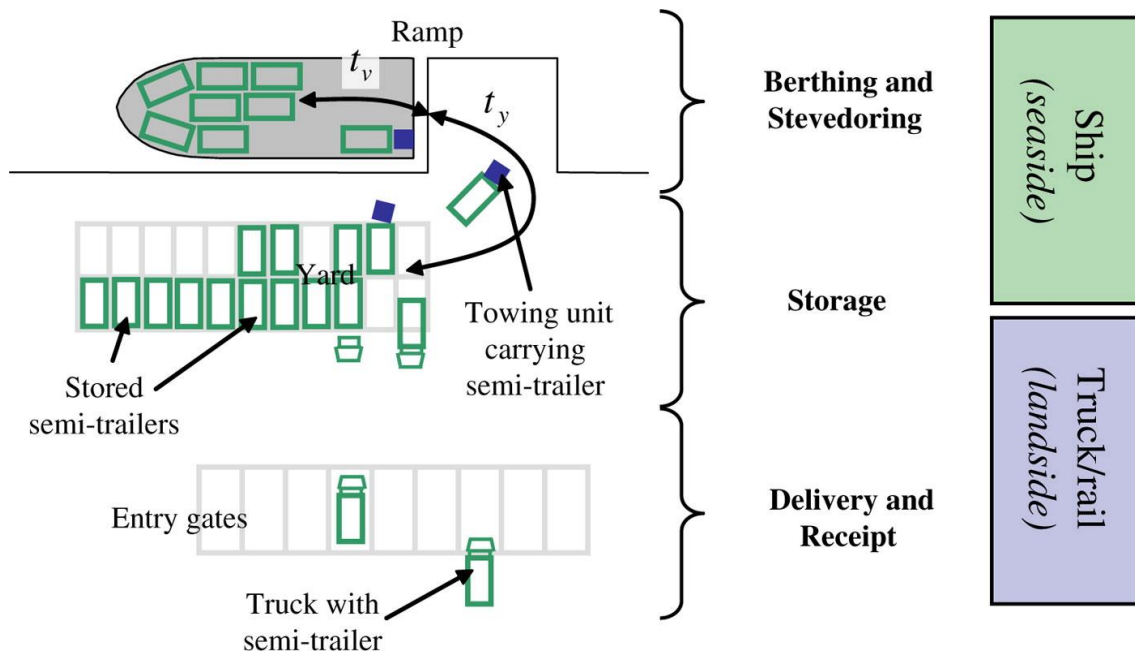 Ramp
t_v
t_y
Yard
Stored
semi-trailers
Towing unit
carrying
semi-trailer
Entry gates
Truck with
semi-trailer
Berthing and
Stevedoring
Storage
Delivery and
Receipt
Ship
(seaside)
Truck/rail
(landside)